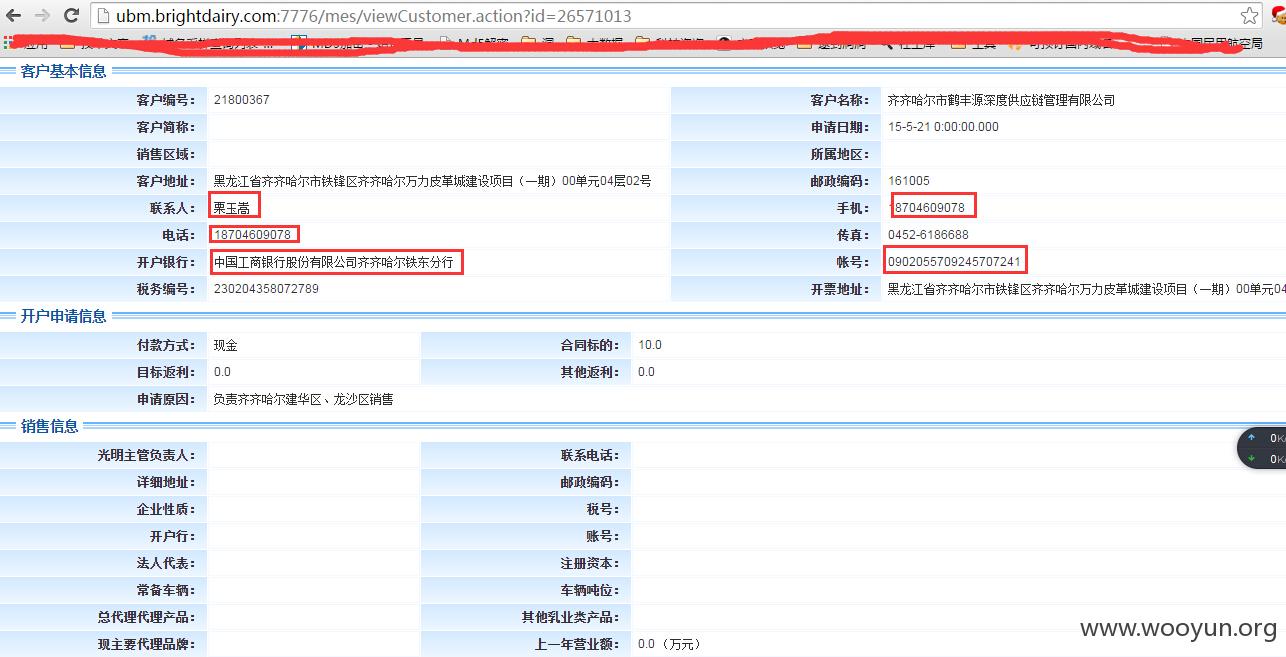 ubm.brightdairy.com:7776/mes/viewCustomer.action?id=26571013
客户基本信息
客户编号： 21800367 客户名称： 齐齐哈尔市鹤丰源深度供应链管理有限公司
客户简称： 申请日期： 15-5-21 0:00:00.000
销售区域： 所属地区：
客户地址： 黑龙江省齐齐哈尔市铁锋区齐齐哈尔万力皮革城建设项目（一期）00单元04层02号 邮政编码： 161005
联系人： 栗玉嵩 手机： 18704609078
电话： 18704609078 传真： 0452-6186688
开户银行： 中国工商银行股份有限公司齐齐哈尔铁东分行 帐号： 0902055709245707241
税务编号： 230204358072789 开票地址： 黑龙江省齐齐哈尔市铁锋区齐齐哈尔万力皮革城建设项目（一期）00单元04
开户申请信息
付款方式： 现金 合同标的： 10.0
目标返利： 0.0 其他返利： 0.0
申请原因： 负责齐齐哈尔建华区、龙沙区销售
销售信息
光明主管负责人： 联系电话：
详细地址： 邮政编码：
企业性质： 税号：
开户行： 账号：
法人代表： 注册资本：
常备车辆： 车辆吨位：
总代理代理产品： 其他乳业类产品：
现主要代理品牌： 上一年营业额： 0.0（万元）
0K/
0K/
www.wooyun.org